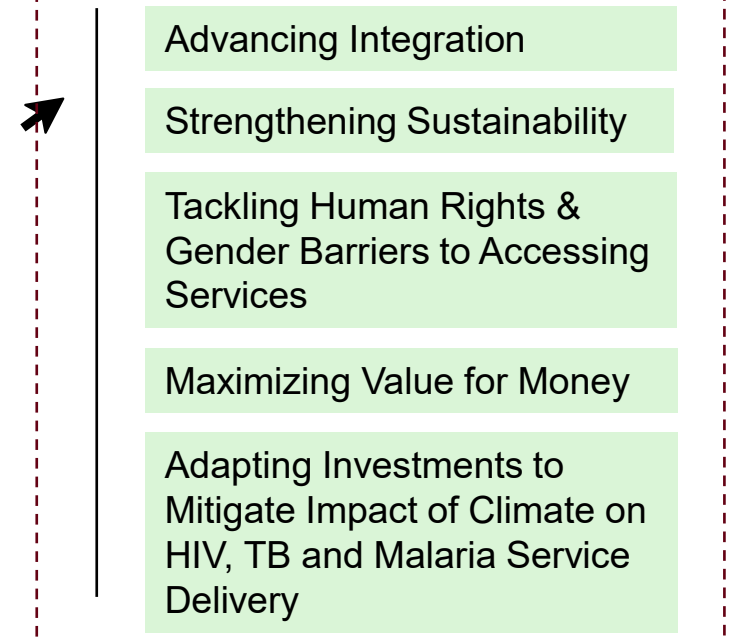 Advancing Integration
Strengthening Sustainability
Tackling Human Rights &
Gender Barriers to Accessing
Services
Maximizing Value for Money
Adapting Investments to
Mitigate Impact of Climate on
HIV, TB and Malaria Service
Delivery